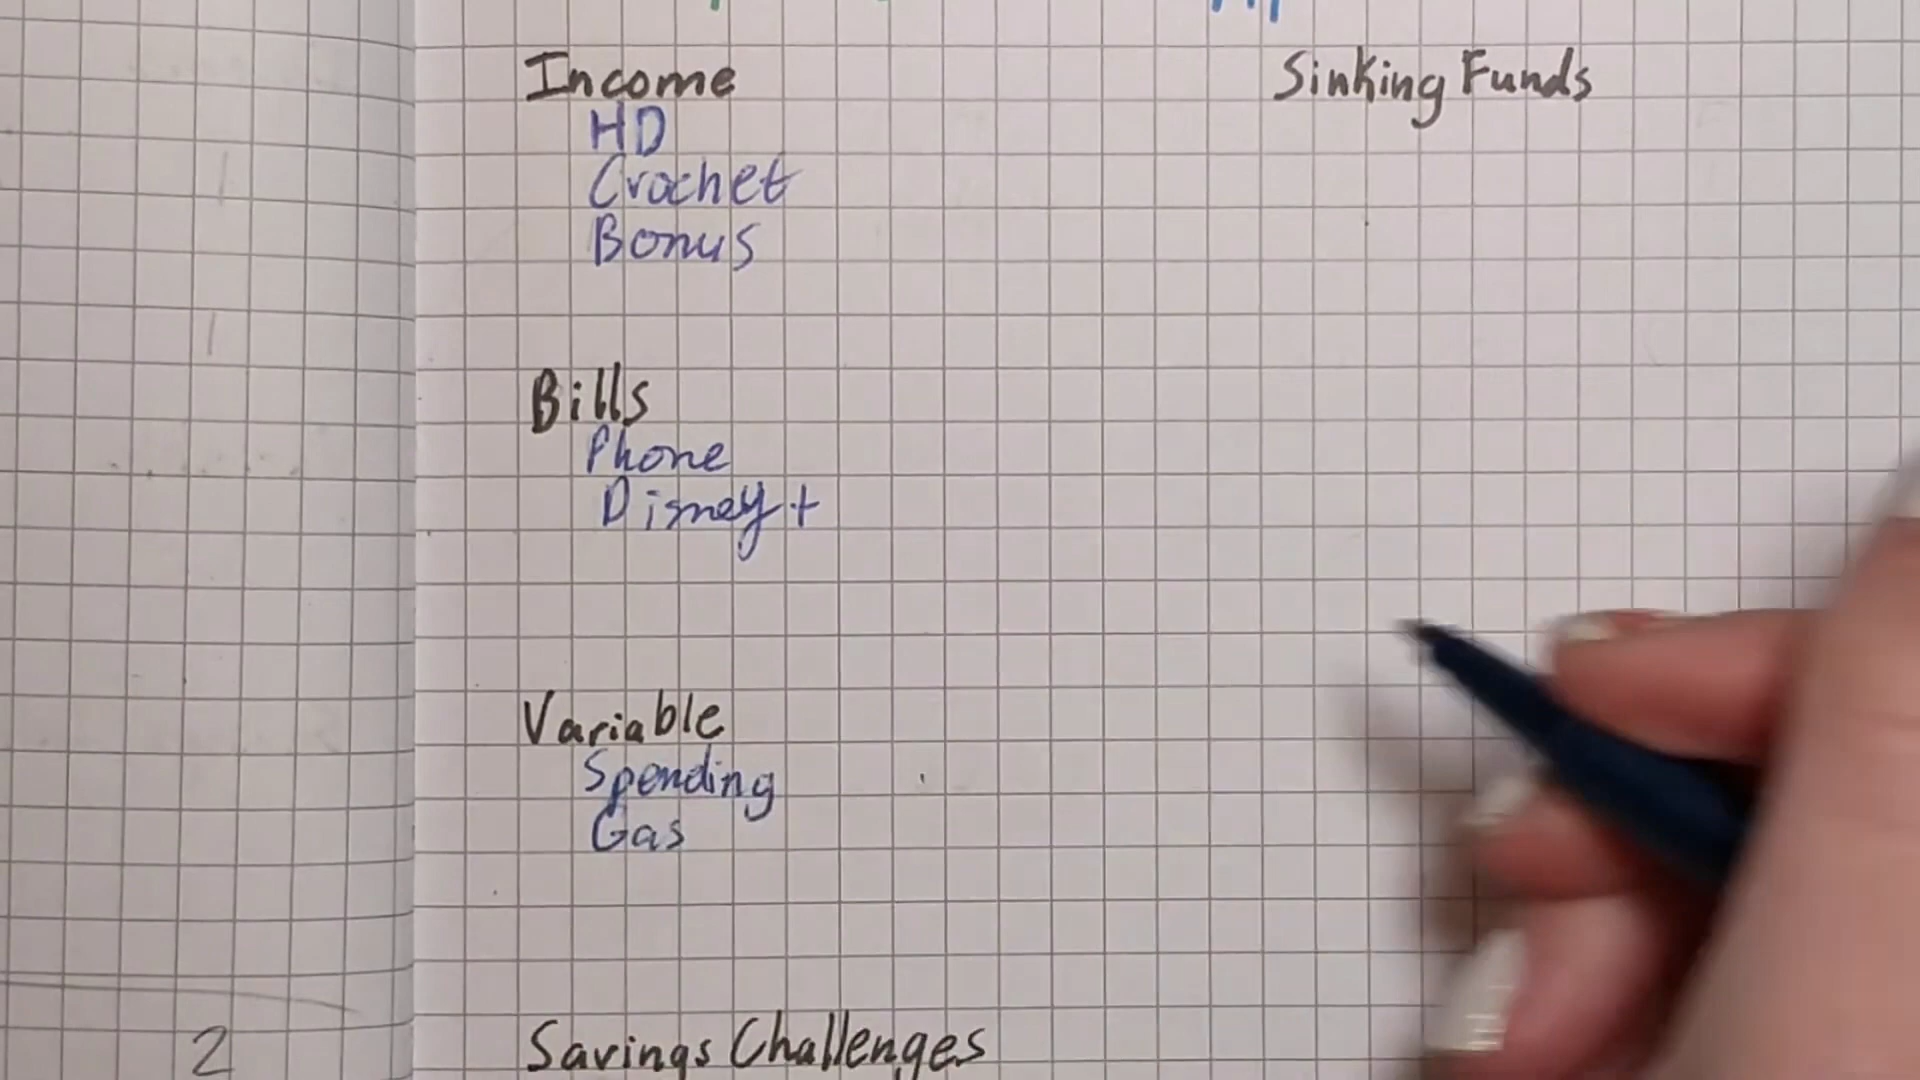 Income
HD
Crochet
Bonus
Bills
Phone
Disney+
Variable
Spending
Gas
Savings Challenges
Sinking Funds
2